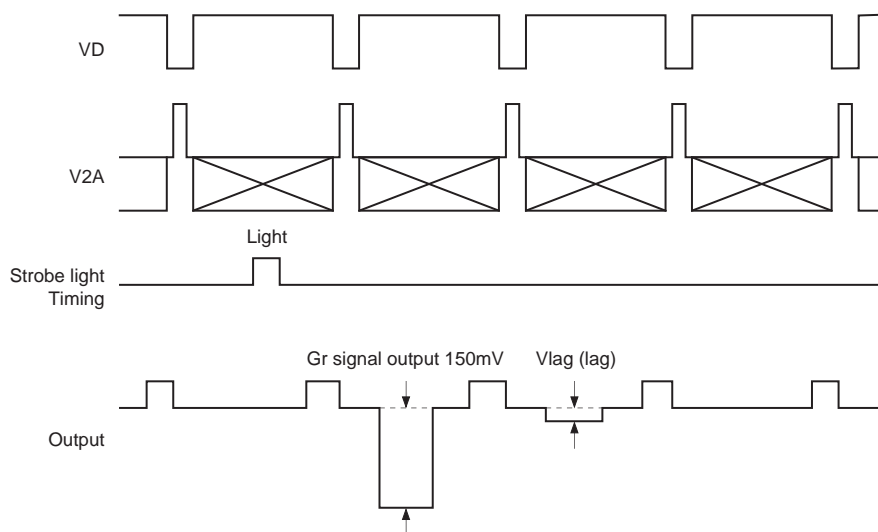 VD
V2A
Light
Strobe light
Timing
Gr signal output 150mV
Vlag (lag)
Output